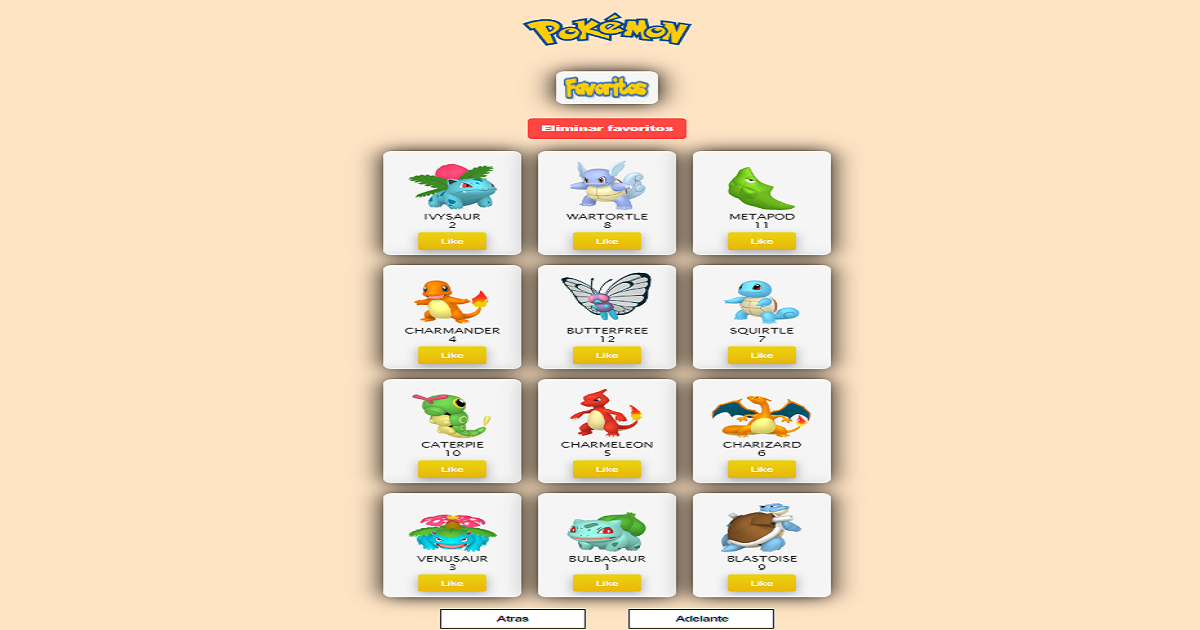 POKÉMON
Favoritos
Eliminar favoritos
IVYSAUR
2
Like
WARTORTLE
8
Like
METAPOD
11
Like
CHARMANDER
4
Like
BUTTERFREE
12
Like
SQUIRTLE
7
Like
CATERPIE
10
Like
CHARMELEON
5
Like
CHARIZARD
6
Like
VENUSAUR
3
Like
BULBASAUR
1
Like
BLASTOISE
9
Like
Atras
Adelante